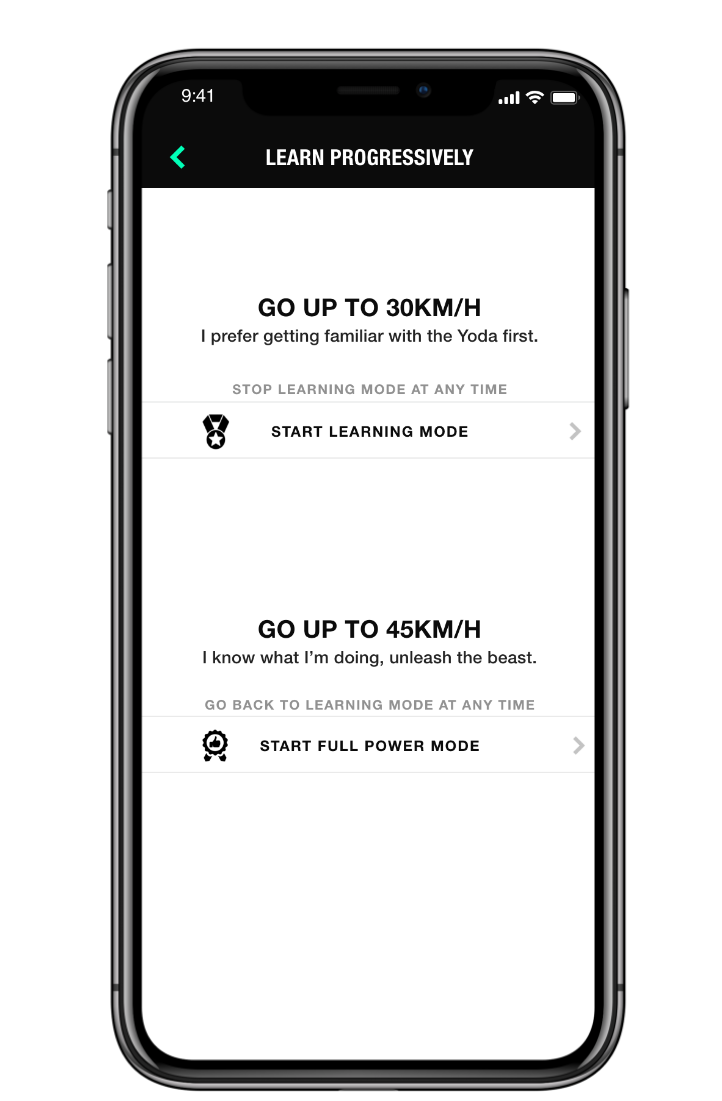 9:41
LEARN PROGRESSIVELY
GO UP TO 30KM/H
I prefer getting familiar with the Yoda first.
STOP LEARNING MODE AT ANY TIME
START LEARNING MODE
GO UP TO 45KM/H
I know what I'm doing, unleash the beast.
GO BACK TO LEARNING MODE AT ANY TIME
START FULL POWER MODE